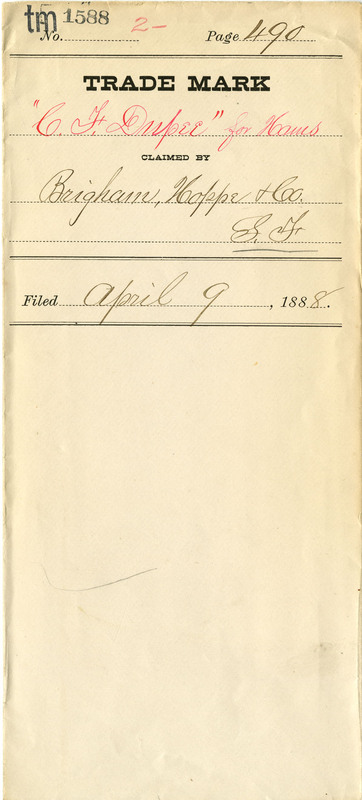 tm 1588 2-
No. Page 490
TRADE MARK
"C. F. Dupee" for Hams
CLAIMED BY
Brigham, Hoppe & Co.
S. F.
Filed April 9, 1888.